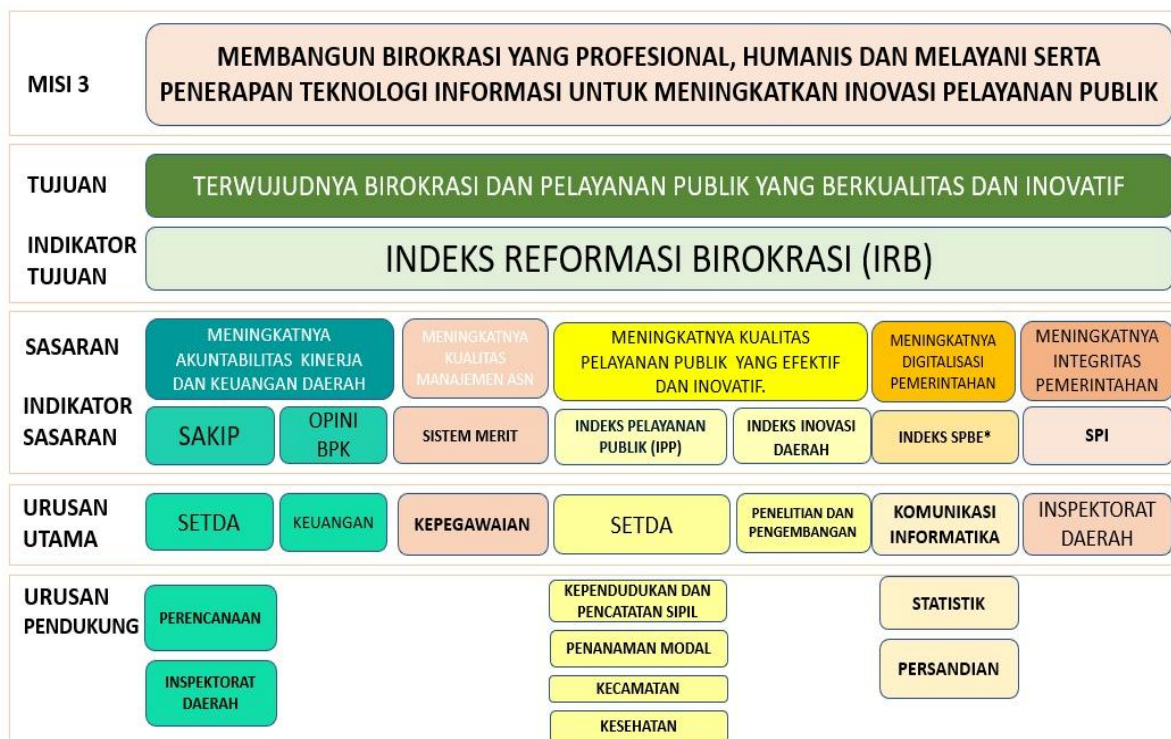 MISI 3
MEMBANGUN BIROKRASI YANG PROFESIONAL, HUMANIS DAN MELAYANI SERTA
PENERAPAN TEKNOLOGI INFORMASI UNTUK MENINGKATKAN INOVASI PELAYANAN PUBLIK
TUJUAN
TERWUJUDNYA BIROKRASI DAN PELAYANAN PUBLIK YANG BERKUALITAS DAN INOVATIF
INDIKATOR
TUJUAN
INDEKS REFORMASI BIROKRASI (IRB)
SASARAN
MENINGKATNYA
AKUNTABILITAS KINERJA
DAN KEUANGAN DAERAH
MENINGKATNYA
KUALITAS
MANAJEMEN ASN
MENINGKATNYA KUALITAS
PELAYANAN PUBLIK YANG EFEKTIF
DAN INOVATIF.
MENINGKATNYA
DIGITALISASI
PEMERINTAHAN
MENINGKATNYA
INTEGRITAS
PEMERINTAHAN
INDIKATOR
SASARAN
SAKIP
OPINI
BPK
SISTEM MERIT
INDEKS PELAYANAN
PUBLIK (IPP)
INDEKS INOVASI
DAERAH
INDEKS SPBE*
SPI
URUSAN
UTAMA
SETDA
KEUANGAN
KEPEGAWAIAN
SETDA
PENELITIAN DAN
PENGEMBANGAN
KOMUNIKASI
INFORMATIKA
INSPEKTORAT
DAERAH
URUSAN
PENDUKUNG
PERENCANAAN
INSPEKTORAT
DAERAH
KEPENDUDUKAN DAN
PENCATATAN SIPIL
PENANAMAN MODAL
KECAMATAN
KESEHATAN
STATISTIK
PERSANDIAN